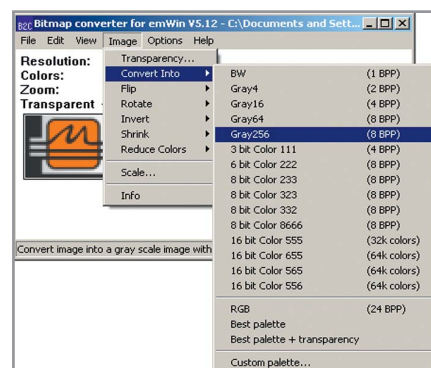 B2C Bitmap converter for emWin V5.12 - C:\Documents and Sett...
File Edit View Image Options Help
Resolution:
Colors:
Zoom:
Transparent
Transparency...
Convert Into
Flip
Rotate
Invert
Shrink
Reduce Colors
Scale...
Info
BW (1 BPP)
Gray4 (2 BPP)
Gray16 (4 BPP)
Gray64 (8 BPP)
Gray256 (8 BPP)
3 bit Color 111 (4 BPP)
6 bit Color 222 (8 BPP)
8 bit Color 233 (8 BPP)
8 bit Color 323 (8 BPP)
8 bit Color 332 (8 BPP)
8 bit Color 8666 (8 BPP)
16 bit Color 555 (32k colors)
16 bit Color 655 (64k colors)
16 bit Color 565 (64k colors)
16 bit Color 556 (64k colors)
RGB (24 BPP)
Best palette
Best palette + transparency
Custom palette...
Convert image into a gray scale image with